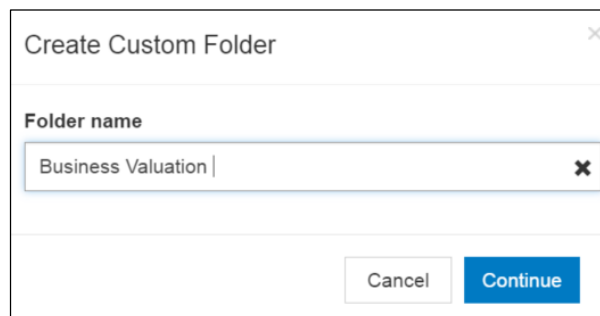 Create Custom Folder
Folder name
Business Valuation
Cancel Continue